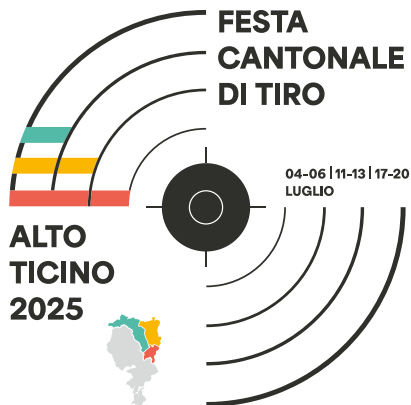 FESTA
CANTONALE
DI TIRO
04-06 | 11-13 | 17-20
LUGLIO
ALTO
TICINO
2025